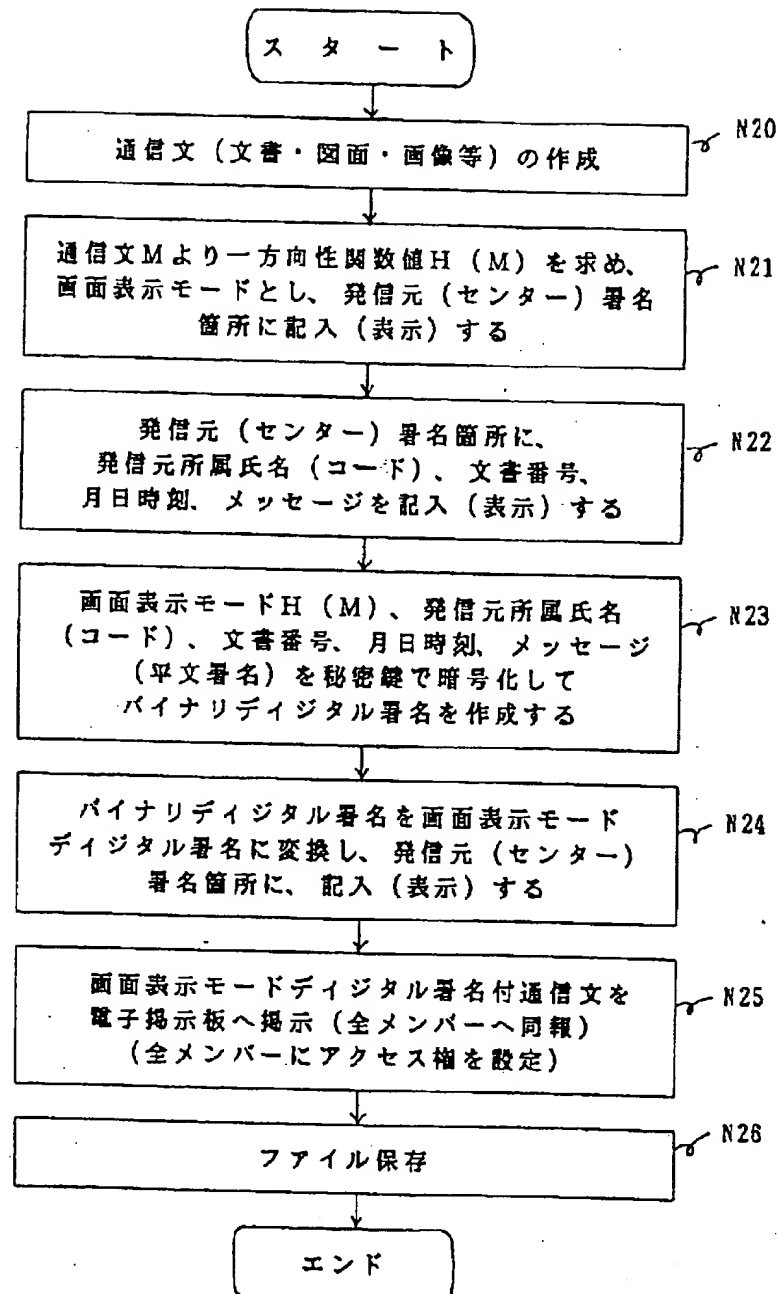 スタート
通信文(文書・図面・画像等)の作成
N20
通信文Mより一方向性関数値H(M)を求め、
画面表示モードとし、発信元(センター)署名
箇所に記入(表示)する
N21
発信元(センター)署名箇所に、
発信元所属氏名(コード)、文書番号、
月日時刻、メッセージを記入(表示)する
N22
画面表示モードH(M)、発信元所属氏名
(コード)、文書番号、月日時刻、メッセージ
(平文署名)を秘密鍵で暗号化して
バイナリディジタル署名を作成する
N23
バイナリディジタル署名を画面表示モード
ディジタル署名に変換し、発信元(センター)
署名箇所に、記入(表示)する
N24
画面表示モードディジタル署名付通信文を
電子掲示板へ掲示(全メンバーへ同報)
(全メンバーにアクセス権を設定)
N25
ファイル保存
N26
エンド